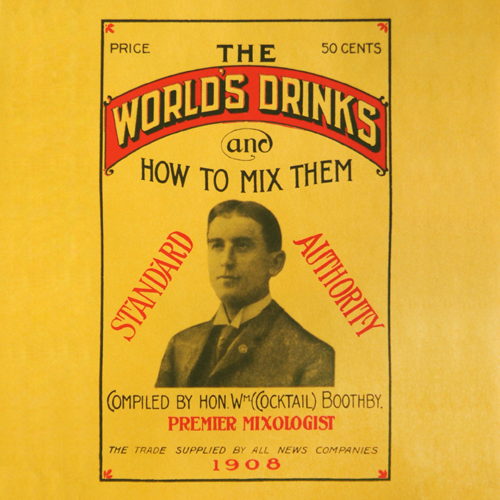 PRICE THE 50 CENTS
WORLD'S DRINKS
and
HOW TO MIX THEM
STANDARD
AUTHORITY
COMPILED BY HON. WM (COCKTAIL) BOOTHBY.
PREMIER MIXOLOGIST
THE TRADE SUPPLIED BY ALL NEWS COMPANIES
1908